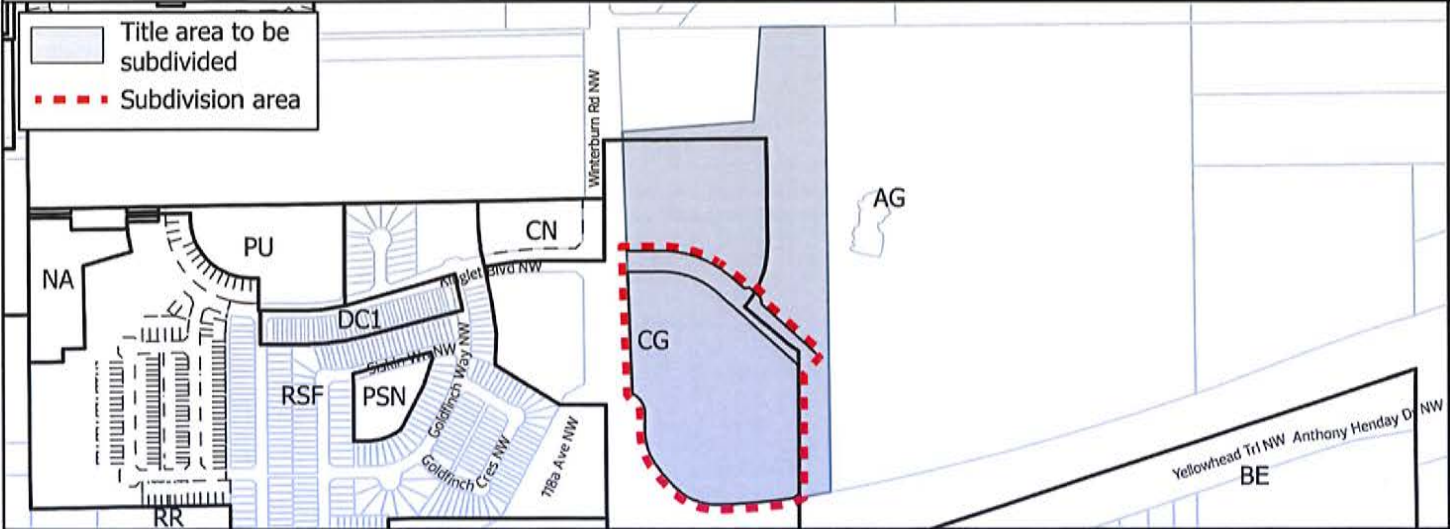 Title area to be
subdivided
Subdivision area
Winterburn Rd NW
AG
CN
PU
NA
Kinglet Blvd NW
DC1
CG
Siskin Wy NW
RSF
PSN
Goldfinch Way NW
Goldfinch Cres NW
118a Ave NW
Yellowhead Trl NW Anthony Henday Dr NW
BE
RR